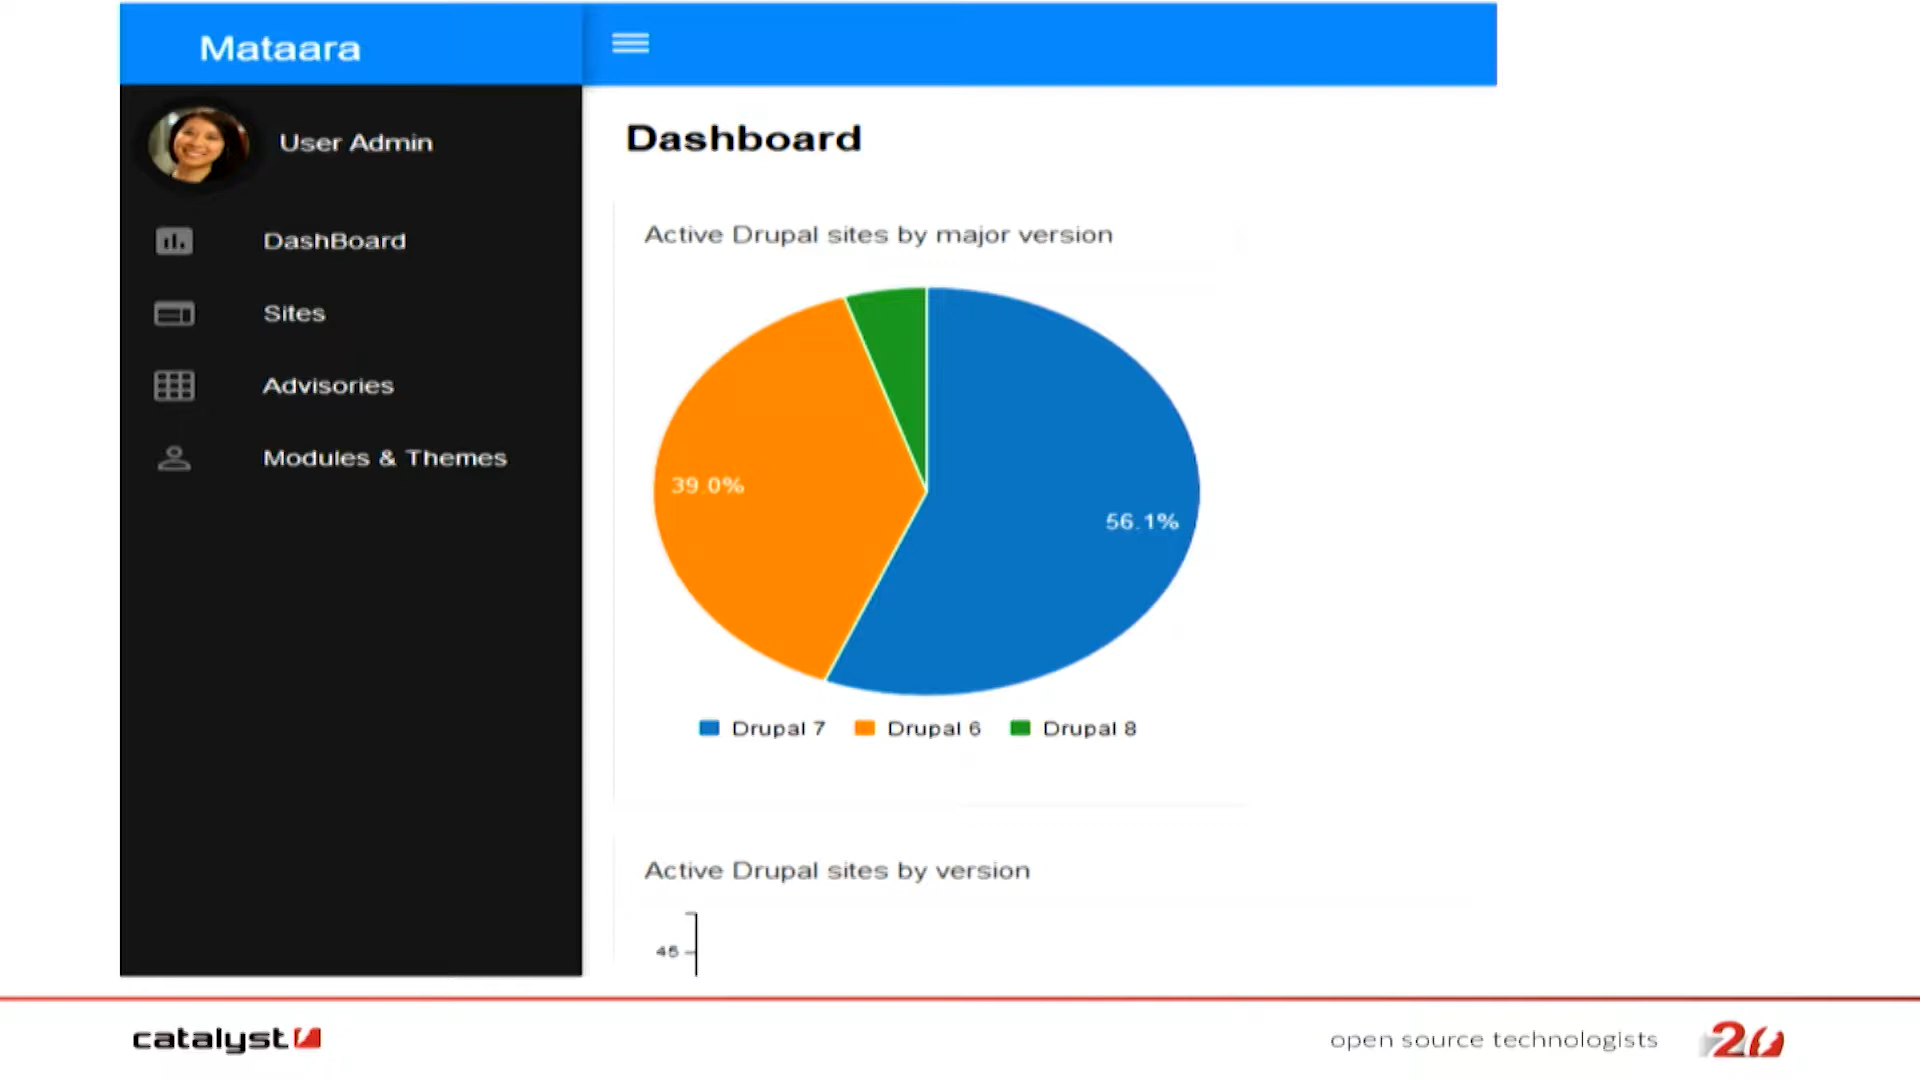 Mataara
User Admin
DashBoard
Sites
Advisories
Modules & Themes
Dashboard
Active Drupal sites by major version
39.0%
56.1%
Drupal 7
Drupal 6
Drupal 8
Active Drupal sites by version
45
catalyst
open source technologists
20